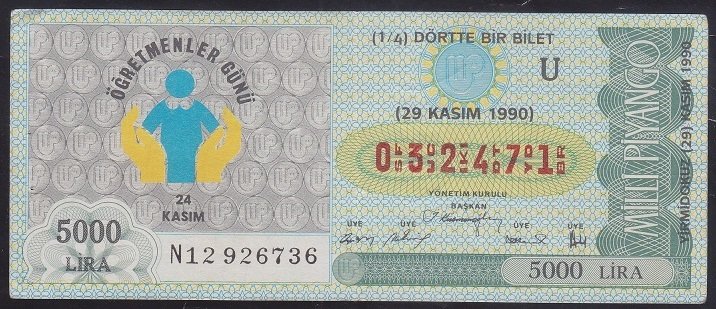 ÖĞRETMENLER GÜNÜ
24
KASIM
5000
LİRA
N12 926736
(1/4) DÖRTTE BİR BİLET
U
(29 KASIM 1990)
0 3 2 4 7 1
YÖNETİM KURULU
BAŞKAN
ÜYE ÜYE ÜYE ÜYE
5000 LİRA
MİLLİ PİYANGO
YİRMİDOKUZ (29) KASIM 1990